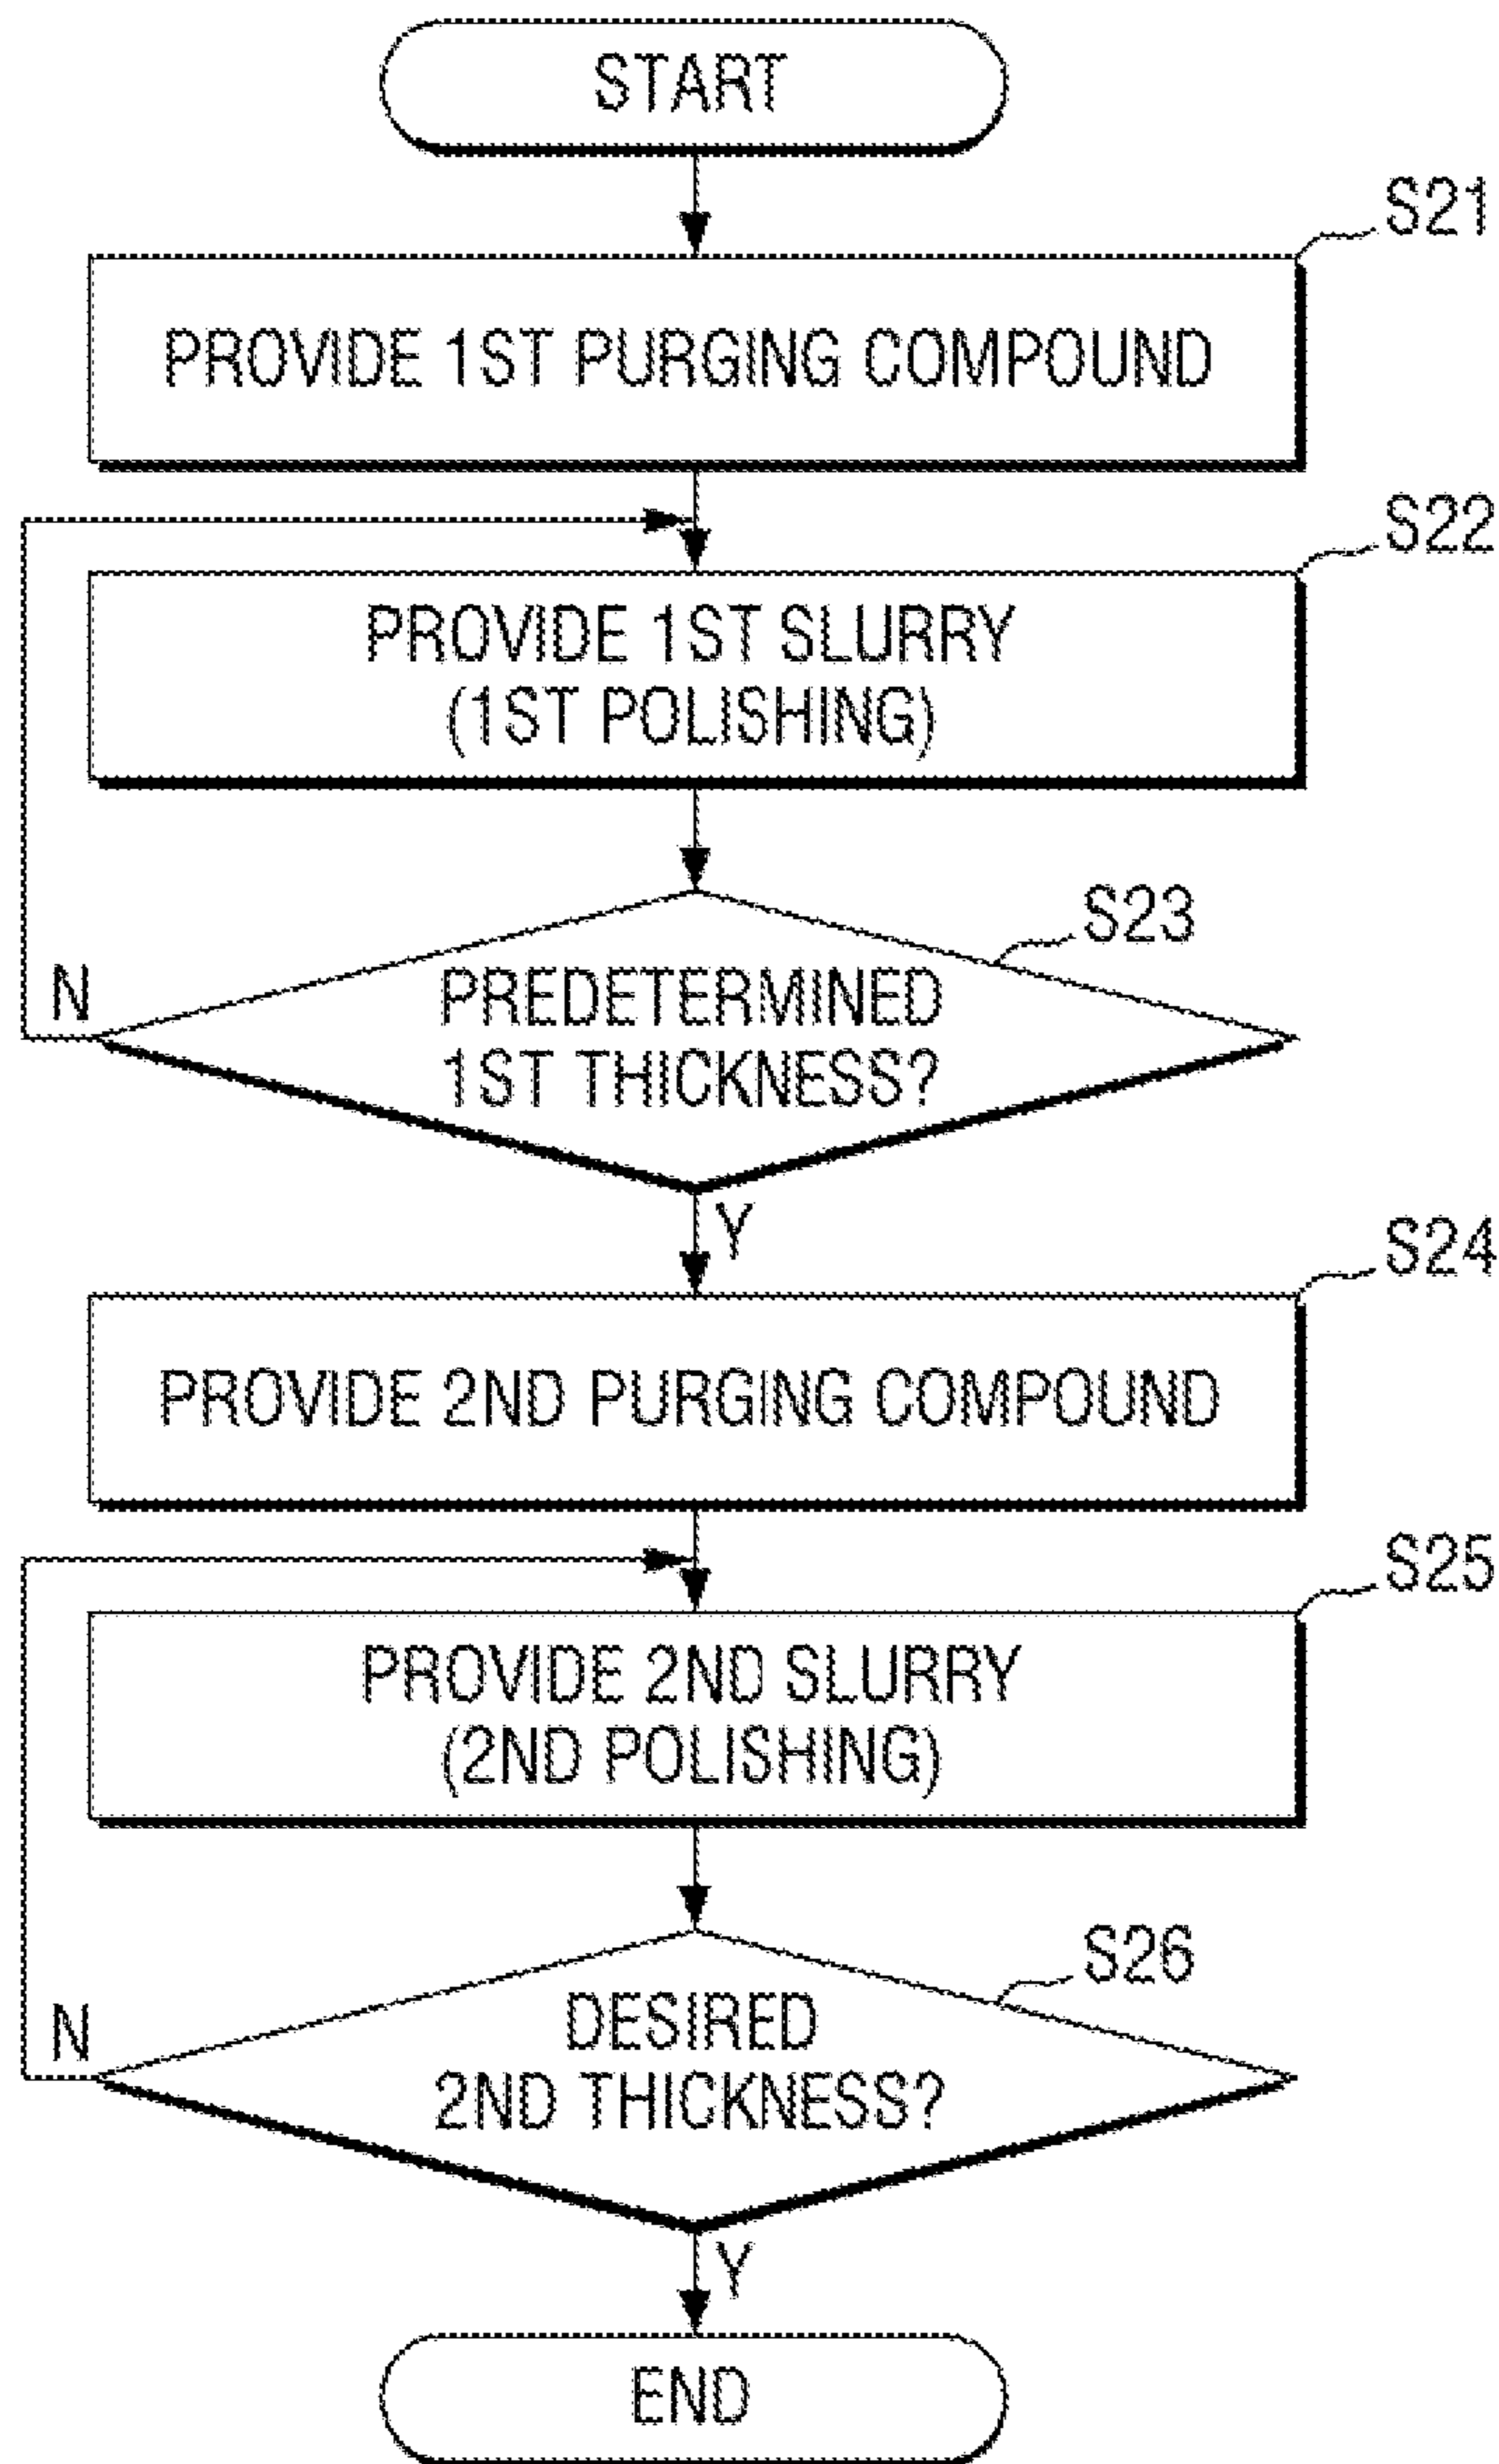 START
S21
PROVIDE 1ST PURGING COMPOUND
S22
PROVIDE 1ST SLURRY
(1ST POLISHING)
S23
N
PREDETERMINED
1ST THICKNESS?
Y
S24
PROVIDE 2ND PURGING COMPOUND
S25
PROVIDE 2ND SLURRY
(2ND POLISHING)
S26
N
DESIRED
2ND THICKNESS?
Y
END